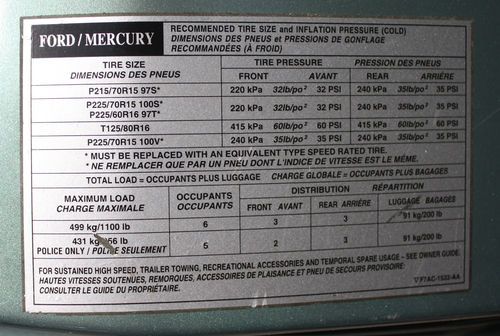 FORD / MERCURY
RECOMMENDED TIRE SIZE and INFLATION PRESSURE (COLD)
DIMENSIONS DES PNEUS et PRESSIONS DE GONFLAGE
RECOMMANDÉES (À FROID)
TIRE SIZE TIRE PRESSURE PRESSION DES PNEUS
DIMENSIONS DES PNEUS FRONT AVANT REAR ARRIÈRE
P215/70R15 97S* 220 kPa 32lb/po² 32 PSI 240 kPa 35lb/po² 35 PSI
P225/70R15 100S*
P225/60R16 97T* 220 kPa 32lb/po² 32 PSI 240 kPa 35lb/po² 35 PSI
T125/80R16 415 kPa 60lb/po² 60 PSI 415 kPa 60lb/po² 60 PSI
P225/70R15 100V* 240 kPa 35lb/po² 35 PSI 240 kPa 35lb/po² 35 PSI
* MUST BE REPLACED WITH AN EQUIVALENT TYPE SPEED RATED TIRE.
* NE REMPLACER QUE PAR UN PNEU DONT L'INDICE DE VITESSE EST LE MÊME.
TOTAL LOAD = OCCUPANTS PLUS LUGGAGE CHARGE GLOBALE = OCCUPANTS PLUS BAGAGES
MAXIMUM LOAD OCCUPANTS DISTRIBUTION RÉPARTITION
CHARGE MAXIMALE OCCUPANTS FRONT AVANT REAR ARRIÈRE LUGGAGE BAGAGES
499 kg/1100 lb 6 3 3 91 kg/200 lb
431 kg 56 lb 5 2 3 91 kg/200 lb
POLICE ONLY / POLICE SEULEMENT
FOR SUSTAINED HIGH SPEED, TRAILER TOWING, RECREATIONAL ACCESSORIES AND TEMPORAL SPARE USAGE – SEE OWNER GUIDE.
HAUTES VITESSES SOUTENUES, REMORQUES, ACCESSOIRES DE PLAISANCE ET PNEU DE SECOURS PROVISOIRE:
CONSULTER LE GUIDE DU PROPRIÉTAIRE.
F7AC-1532-AA